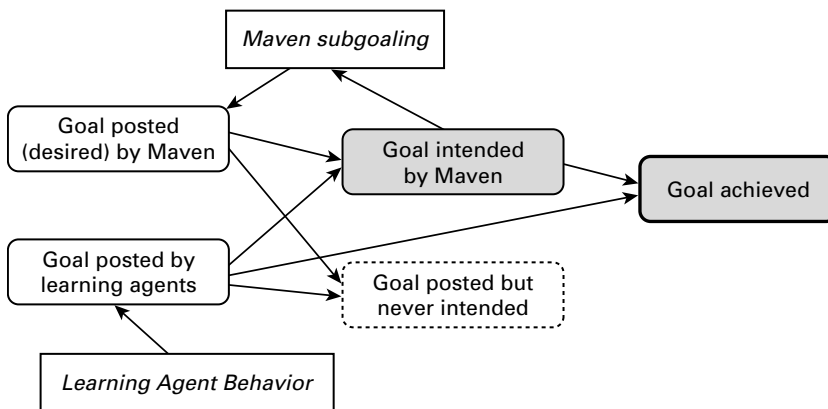 Maven subgoaling
Goal posted
(desired) by Maven
Goal intended
by Maven
Goal achieved
Goal posted by
learning agents
Goal posted but
never intended
Learning Agent Behavior